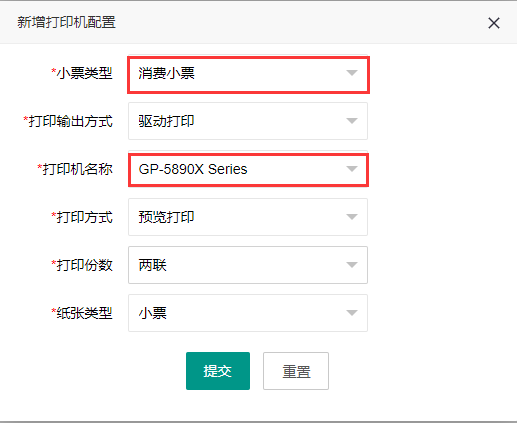 新增打印机配置
*小票类型 消费小票
*打印输出方式 驱动打印
*打印机名称 GP-5890X Series
*打印方式 预览打印
*打印份数 两联
*纸张类型 小票
提交 重置